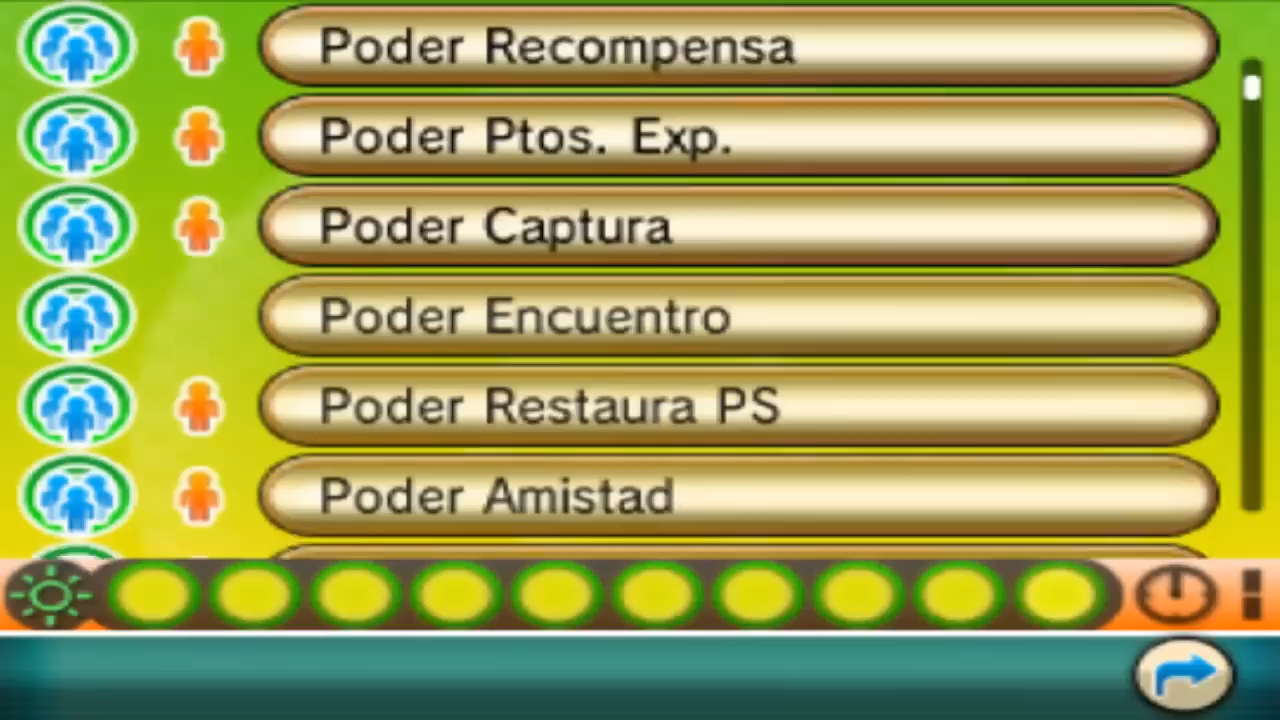 Poder Recompensa
Poder Ptos. Exp.
Poder Captura
Poder Encuentro
Poder Restaura PS
Poder Amistad